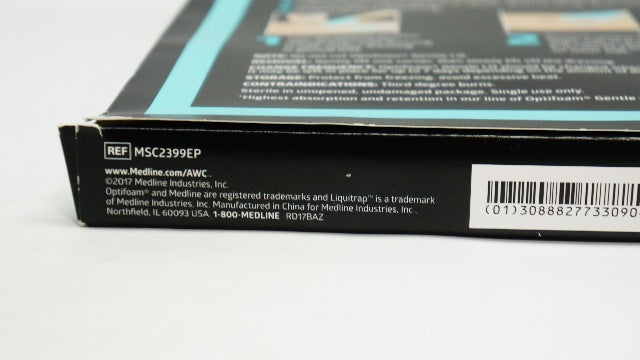 STORAGE: Protect from freezing, and excessive heat.
CONTRAINDICATIONS: Third degree burns.
Sterile in unopened, undamaged package. Single use only.
*Highest absorption and retention in our line of Optifoam® Gentle
REF MSC2399EP
www.Medline.com/AWC
©2017 Medline Industries, Inc.
Optifoam® and Medline are registered trademarks and Liquitrap™ is a trademark
of Medline Industries, Inc. Manufactured in China for Medline Industries, Inc.,
Northfield, IL 60093 USA. 1-800-MEDLINE RD17BAZ
(01)3088827733090